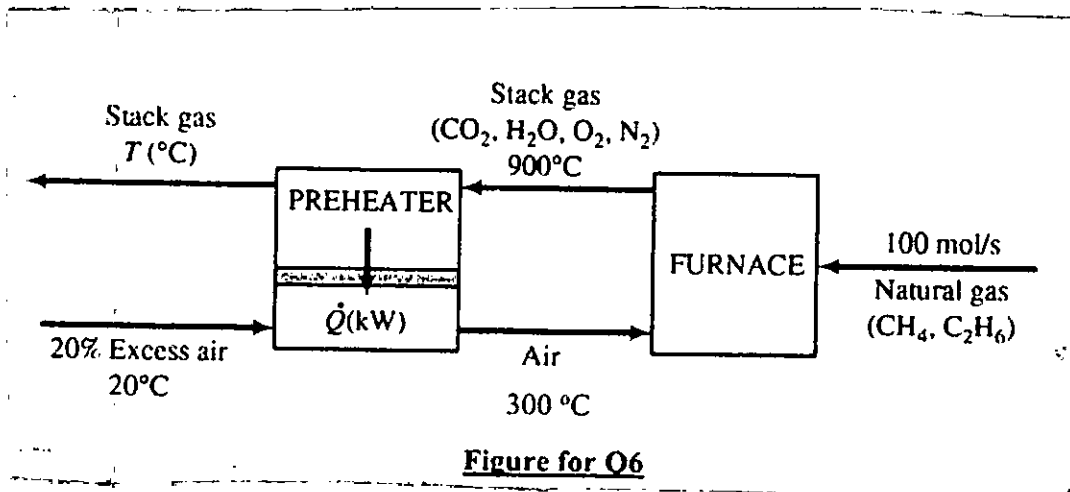 Stack gas
T (°C)
Stack gas
(CO₂, H₂O, O₂, N₂)
900°C
PREHEATER
Q̇(kW)
FURNACE
100 mol/s
Natural gas
(CH₄, C₂H₆)
20% Excess air
20°C
Air
300 °C
Figure for Q6